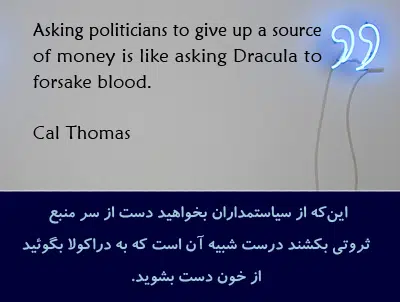 Asking politicians to give up a source
of money is like asking Dracula to
forsake blood.
Cal Thomas
این‌که از سیاستمداران بخواهید دست از سر منبع
ثروتی بکشند درست شبیه آن است که به دراکولا بگوئید
از خون دست بشوید.